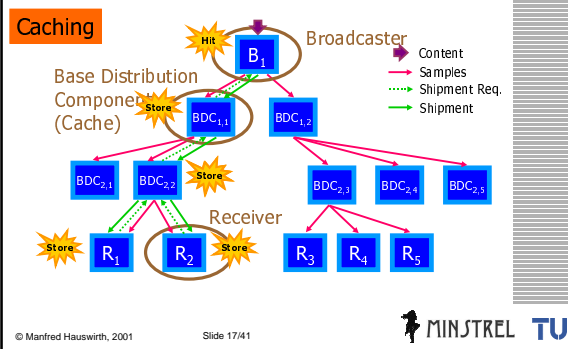 Caching
Hit
B1
Broadcaster
Content
Samples
Shipment Req.
Shipment
Base Distribution
Component
(Cache)
Store
BDC1,1
BDC1,2
BDC2,1
BDC2,2
Store
BDC2,3
BDC2,4
BDC2,5
Receiver
Store
R1
R2
Store
R3
R4
R5
© Manfred Hauswirth, 2001
Slide 17/41
MINSTREL
TU